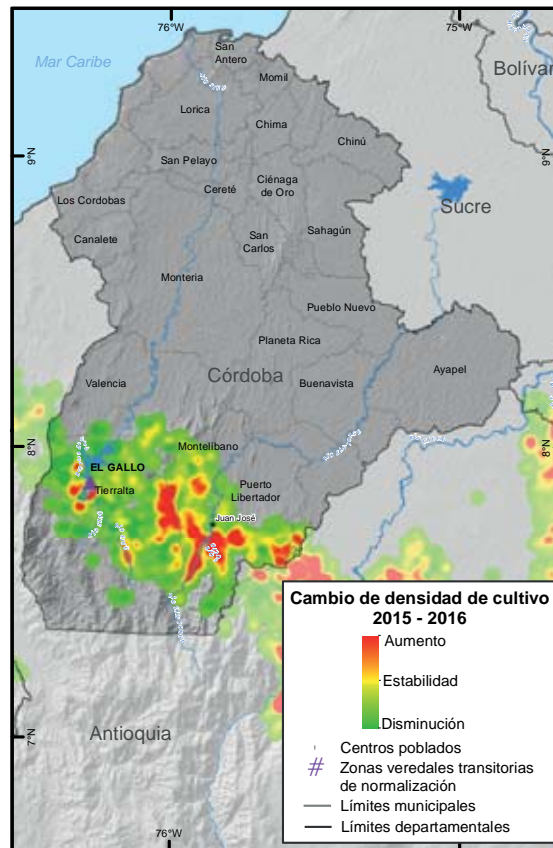 76°W
75°W
Mar Caribe
San
Antero
Momil
Bolívar
Lorica
Chima
Chinú
9°N
9°N
San Pelayo
Cereté
Ciénaga
de Oro
Los Cordobas
Sucre
Canalete
San
Carlos
Sahagún
Monteria
Pueblo Nuevo
Planeta Rica
Córdoba
Ayapel
Valencia
Buenavista
8°N
8°N
Montelíbano
EL GALLO
Tierralta
Puerto
Libertador
Juan José
Cambio de densidad de cultivo
2015 - 2016
Aumento
Estabilidad
Disminución
Centros poblados
# Zonas veredales transitorias
de normalización
Límites municipales
Límites departamentales
7°N
Antioquia
76°W